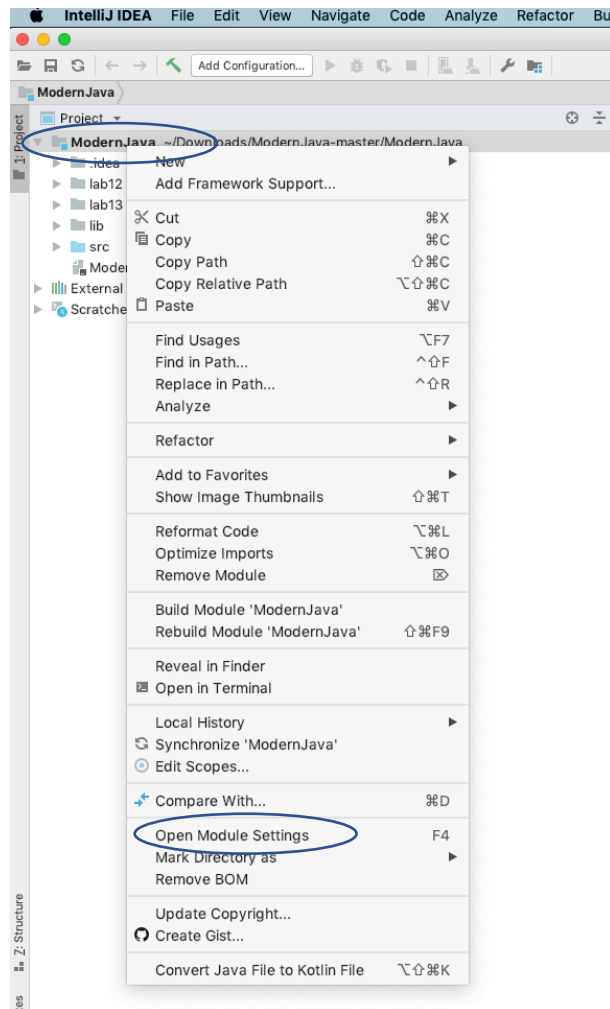 IntelliJ IDEA File Edit View Navigate Code Analyze Refactor Bu
Add Configuration...
ModernJava
1: Project
Project
ModernJava ~/Downloads/ModernJava-master/ModernJava
.idea
lab12
lab13
lib
src
Moder
External
Scratche
New
Add Framework Support...
Cut ⌘X
Copy ⌘C
Copy Path ⇧⌘C
Copy Relative Path ⌥⇧⌘C
Paste ⌘V
Find Usages ⌥F7
Find in Path... ^⇧F
Replace in Path... ^⇧R
Analyze
Refactor
Add to Favorites
Show Image Thumbnails ⇧⌘T
Reformat Code ⌥⌘L
Optimize Imports ⌥⌘O
Remove Module ⌦
Build Module 'ModernJava'
Rebuild Module 'ModernJava' ⇧⌘F9
Reveal in Finder
Open in Terminal
Local History
Synchronize 'ModernJava'
Edit Scopes...
Compare With... ⌘D
Open Module Settings F4
Mark Directory as
Remove BOM
Update Copyright...
Create Gist...
Convert Java File to Kotlin File ⌥⇧⌘K
Z: Structure